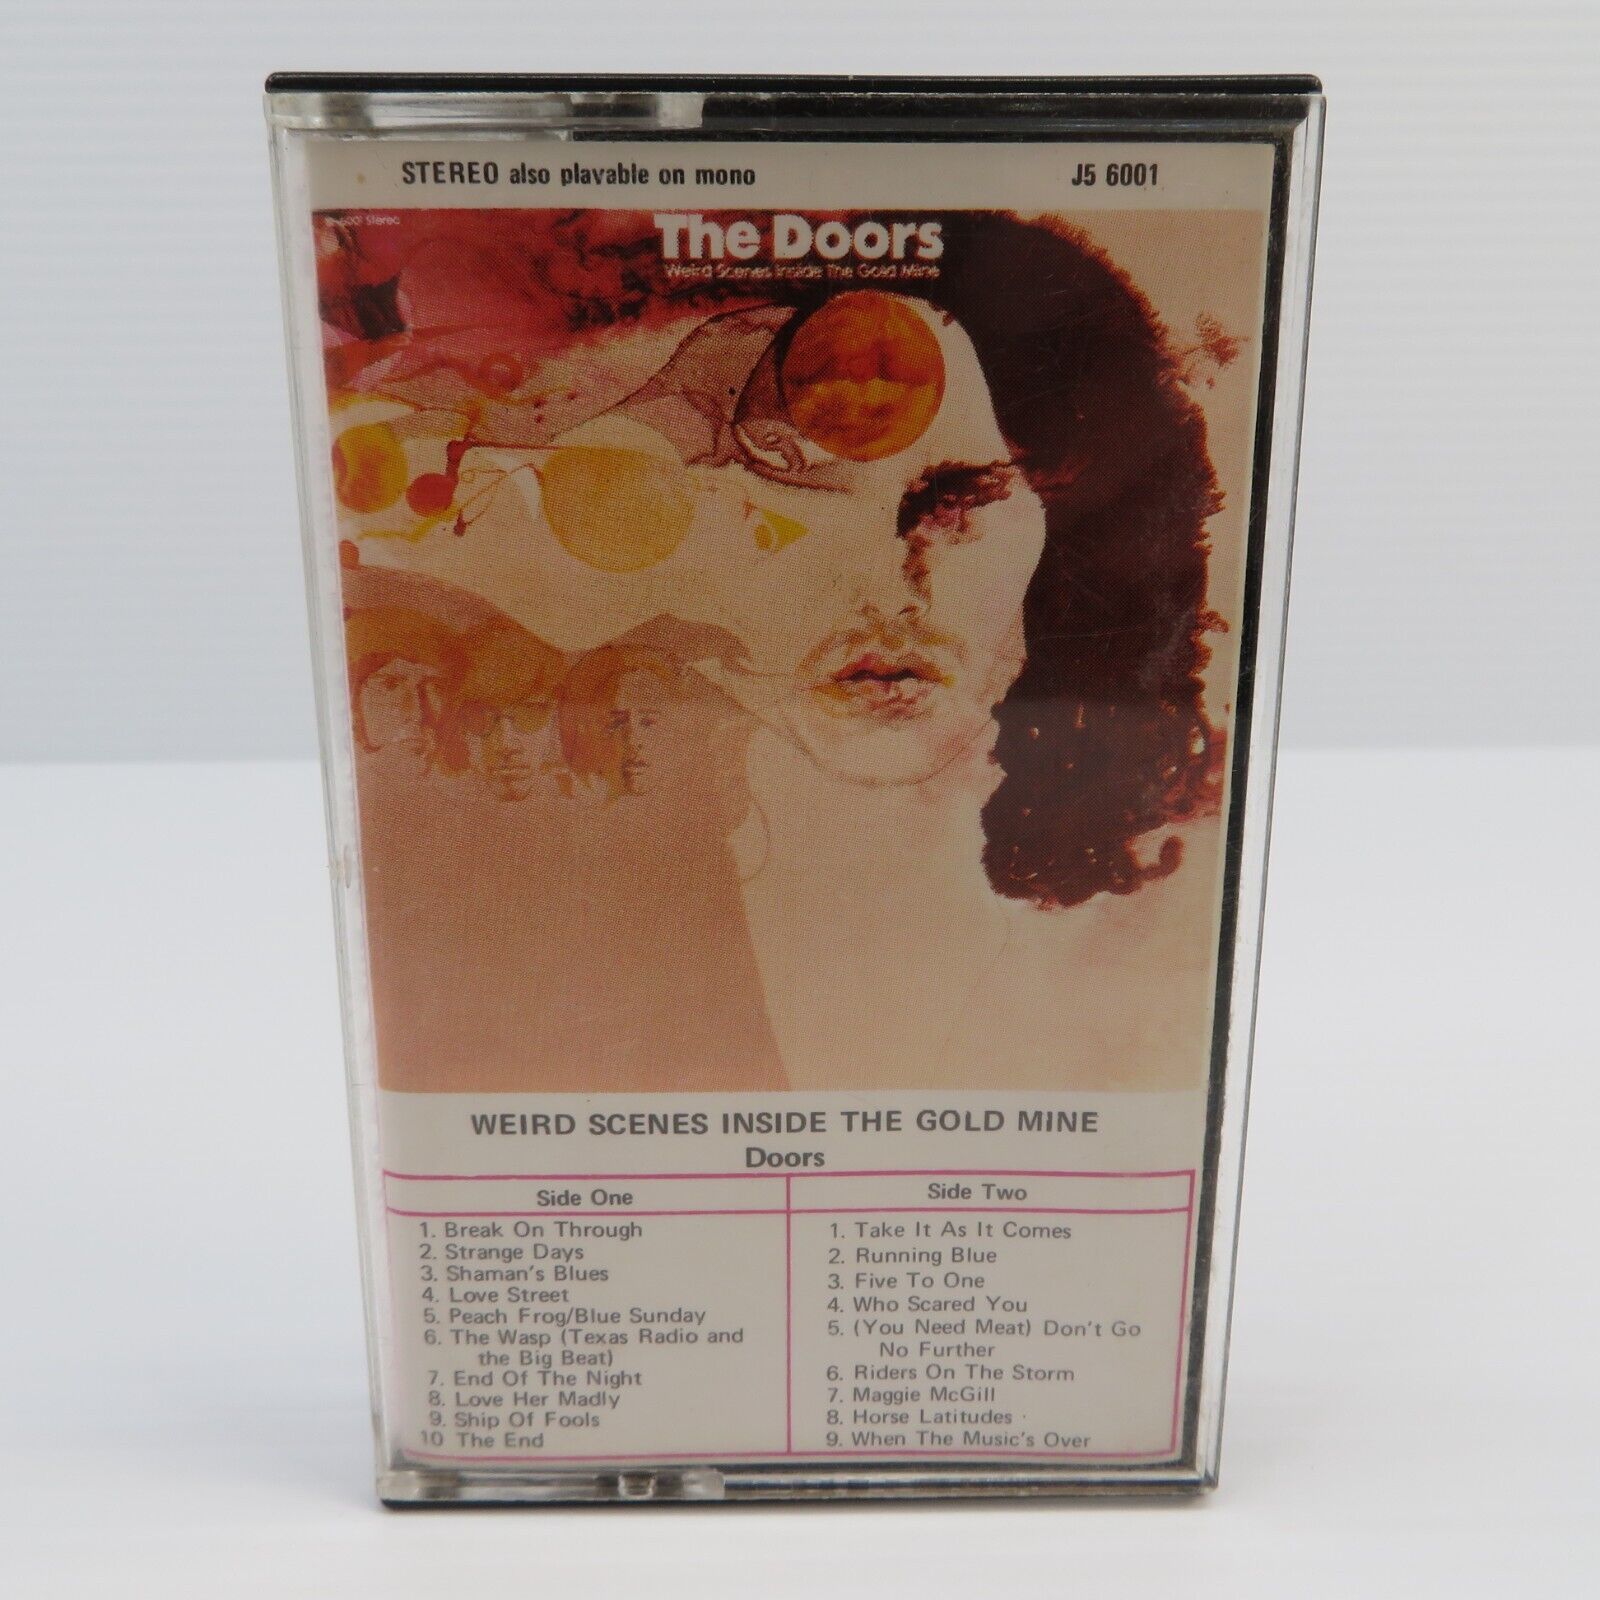 STEREO also playable on mono
J5 6001
6001 Stereo
The Doors
Weird Scenes Inside The Gold Mine
WEIRD SCENES INSIDE THE GOLD MINE
Doors
Side One
1. Break On Through
2. Strange Days
3. Shaman's Blues
4. Love Street
5. Peach Frog/Blue Sunday
6. The Wasp (Texas Radio and
the Big Beat)
7. End Of The Night
8. Love Her Madly
9. Ship Of Fools
10 The End
Side Two
1. Take It As It Comes
2. Running Blue
3. Five To One
4. Who Scared You
5. (You Need Meat) Don't Go
No Further
6. Riders On The Storm
7. Maggie McGill
8. Horse Latitudes
9. When The Music's Over